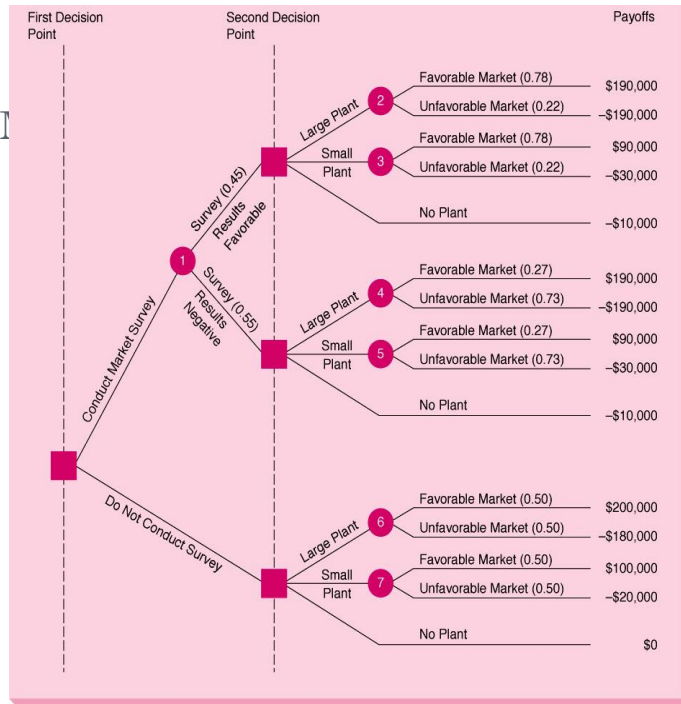 First Decision
Point
Second Decision
Point
Payoffs
Favorable Market (0.78)
$190,000
Large Plant
2
Unfavorable Market (0.22)
–$190,000
Favorable Market (0.78)
$90,000
Small
Plant
3
Unfavorable Market (0.22)
–$30,000
No Plant
–$10,000
Survey (0.45)
Results
Favorable
1
Survey (0.55)
Results
Negative
Favorable Market (0.27)
$190,000
Large Plant
4
Unfavorable Market (0.73)
–$190,000
Favorable Market (0.27)
$90,000
Small
Plant
5
Unfavorable Market (0.73)
–$30,000
No Plant
–$10,000
Conduct Market Survey
Do Not Conduct Survey
Favorable Market (0.50)
$200,000
Large Plant
6
Unfavorable Market (0.50)
–$180,000
Favorable Market (0.50)
$100,000
Small
Plant
7
Unfavorable Market (0.50)
–$20,000
No Plant
$0